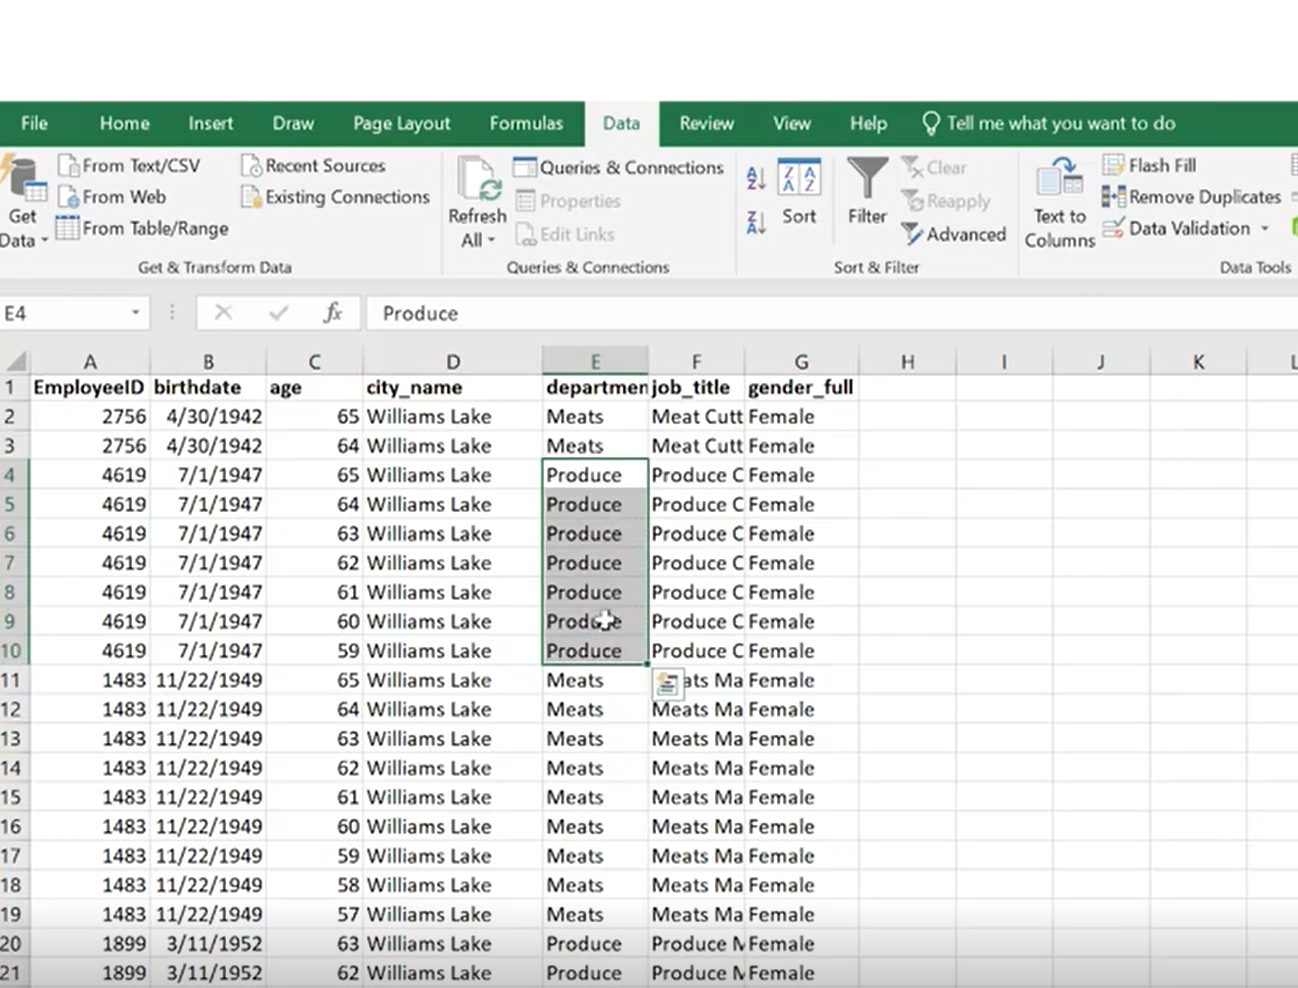 File Home Insert Draw Page Layout Formulas Data Review View Help Tell me what you want to do
Get Data
From Text/CSV
From Web
From Table/Range
Recent Sources
Existing Connections
Get & Transform Data
Refresh All
Queries & Connections
Properties
Edit Links
Queries & Connections
Sort
Filter
Clear
Reapply
Advanced
Sort & Filter
Text to Columns
Flash Fill
Remove Duplicates
Data Validation
Data Tools
E4 fx Produce
A B C D E F G H I J K L
1 EmployeeID birthdate age city_name departmen job_title gender_full
2 2756 4/30/1942 65 Williams Lake Meats Meat Cutt Female
3 2756 4/30/1942 64 Williams Lake Meats Meat Cutt Female
4 4619 7/1/1947 65 Williams Lake Produce Produce C Female
5 4619 7/1/1947 64 Williams Lake Produce Produce C Female
6 4619 7/1/1947 63 Williams Lake Produce Produce C Female
7 4619 7/1/1947 62 Williams Lake Produce Produce C Female
8 4619 7/1/1947 61 Williams Lake Produce Produce C Female
9 4619 7/1/1947 60 Williams Lake Produce Produce C Female
10 4619 7/1/1947 59 Williams Lake Produce Produce C Female
11 1483 11/22/1949 65 Williams Lake Meats ats Ma Female
12 1483 11/22/1949 64 Williams Lake Meats Meats Ma Female
13 1483 11/22/1949 63 Williams Lake Meats Meats Ma Female
14 1483 11/22/1949 62 Williams Lake Meats Meats Ma Female
15 1483 11/22/1949 61 Williams Lake Meats Meats Ma Female
16 1483 11/22/1949 60 Williams Lake Meats Meats Ma Female
17 1483 11/22/1949 59 Williams Lake Meats Meats Ma Female
18 1483 11/22/1949 58 Williams Lake Meats Meats Ma Female
19 1483 11/22/1949 57 Williams Lake Meats Meats Ma Female
20 1899 3/11/1952 63 Williams Lake Produce Produce M Female
21 1899 3/11/1952 62 Williams Lake Produce Produce M Female